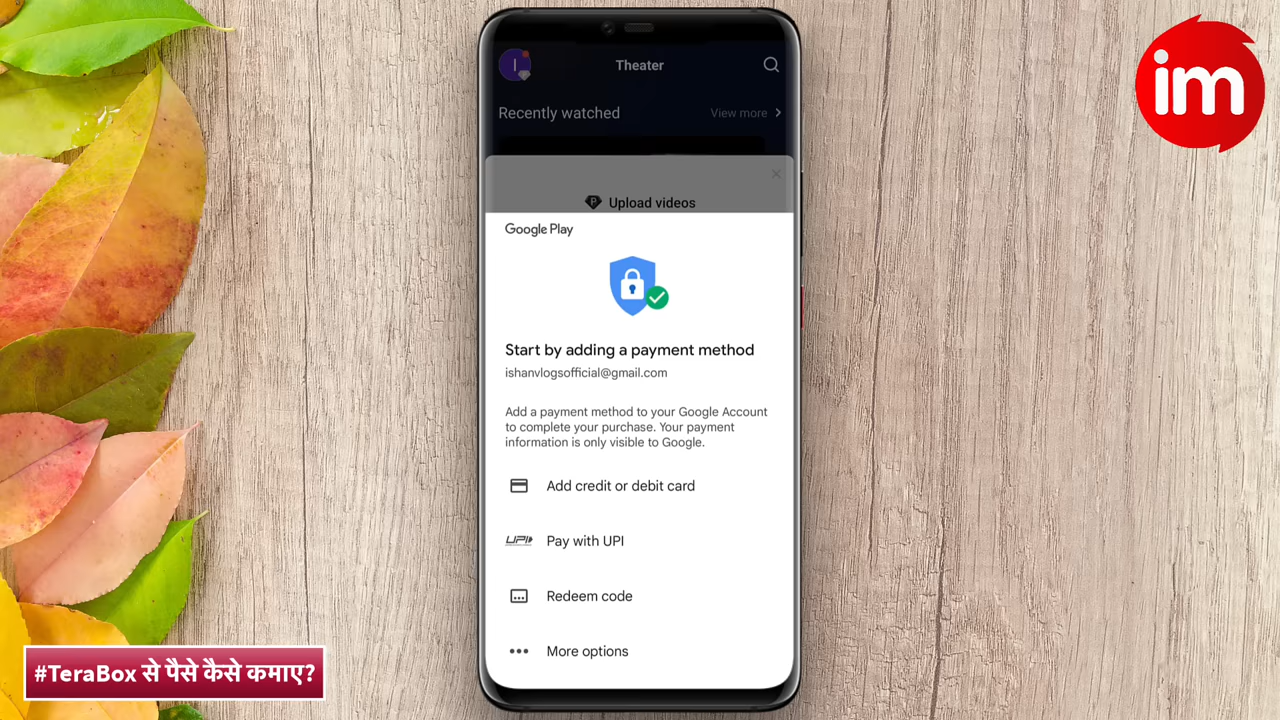 im
I
Theater
Recently watched
View more
Upload videos
Google Play
Start by adding a payment method
ishanvlogsofficial@gmail.com
Add a payment method to your Google Account
to complete your purchase. Your payment
information is only visible to Google.
Add credit or debit card
UPI Pay with UPI
Redeem code
More options
#TeraBox से पैसे कैसे कमाए?